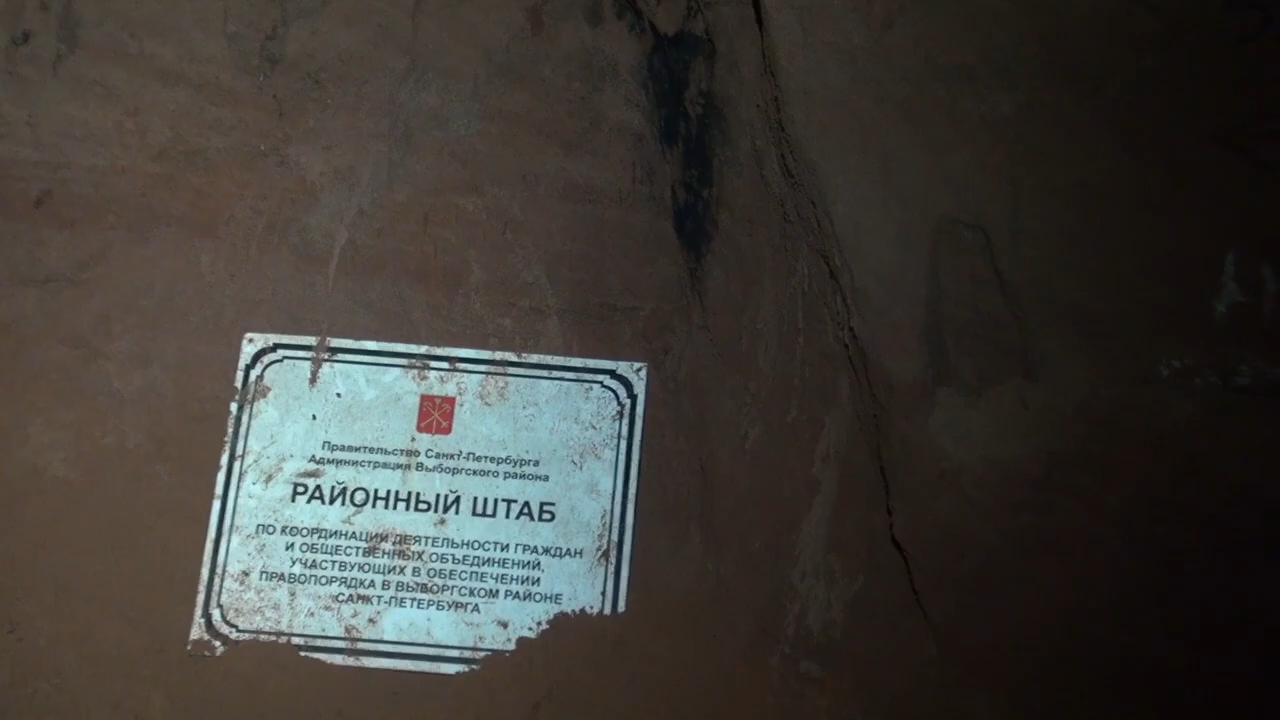 Правительство Санкт-Петербурга
Администрация Выборгского района
РАЙОННЫЙ ШТАБ
ПО КООРДИНАЦИИ ДЕЯТЕЛЬНОСТИ ГРАЖДАН
И ОБЩЕСТВЕННЫХ ОБЪЕДИНЕНИЙ,
УЧАСТВУЮЩИХ В ОБЕСПЕЧЕНИИ
ПРАВОПОРЯДКА В ВЫБОРГСКОМ РАЙОНЕ
САНКТ-ПЕТЕРБУРГА